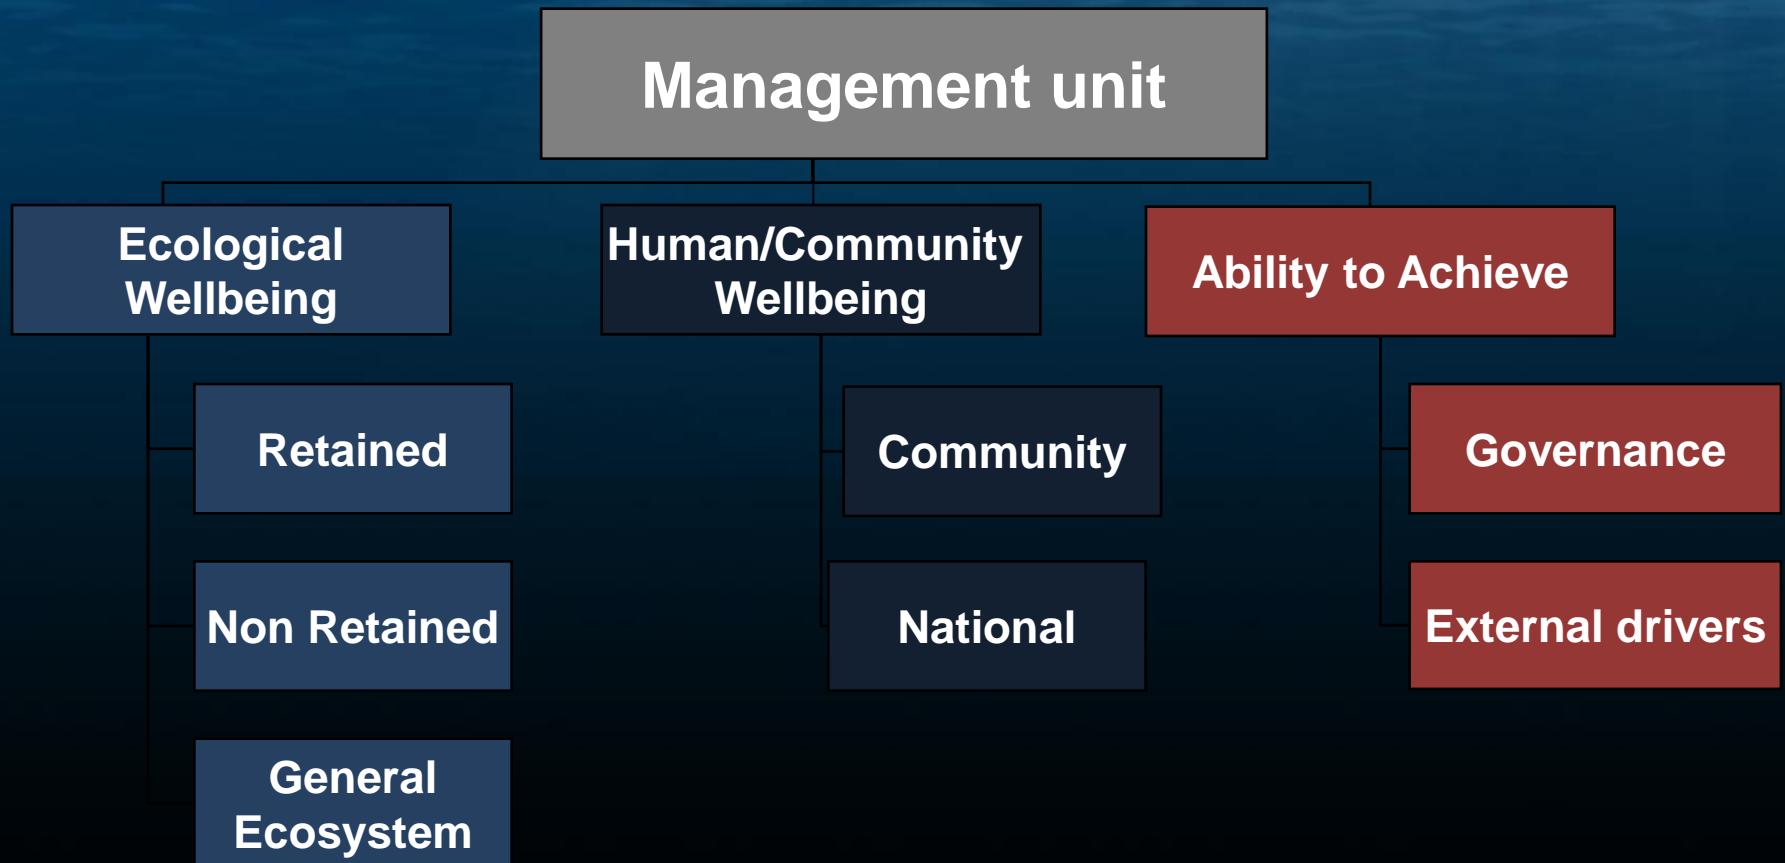 Management unit
Ecological
Wellbeing
Human/Community
Wellbeing
Ability to Achieve
Retained
Community
Governance
Non Retained
National
External drivers
General
Ecosystem